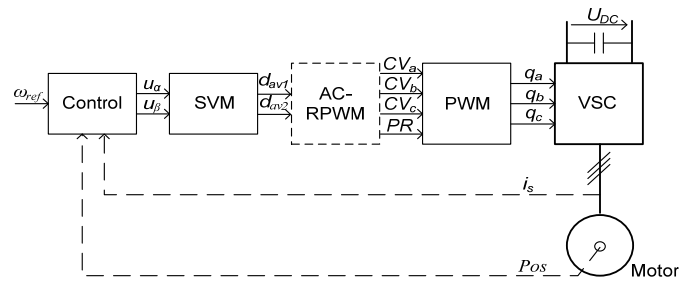 U_DC
ω_ref
Control
u_α
u_β
SVM
d_av1
d_av2
AC-
RPWM
CV_a
CV_b
CV_c
PR
PWM
q_a
q_b
q_c
VSC
i_s
Pos
Motor